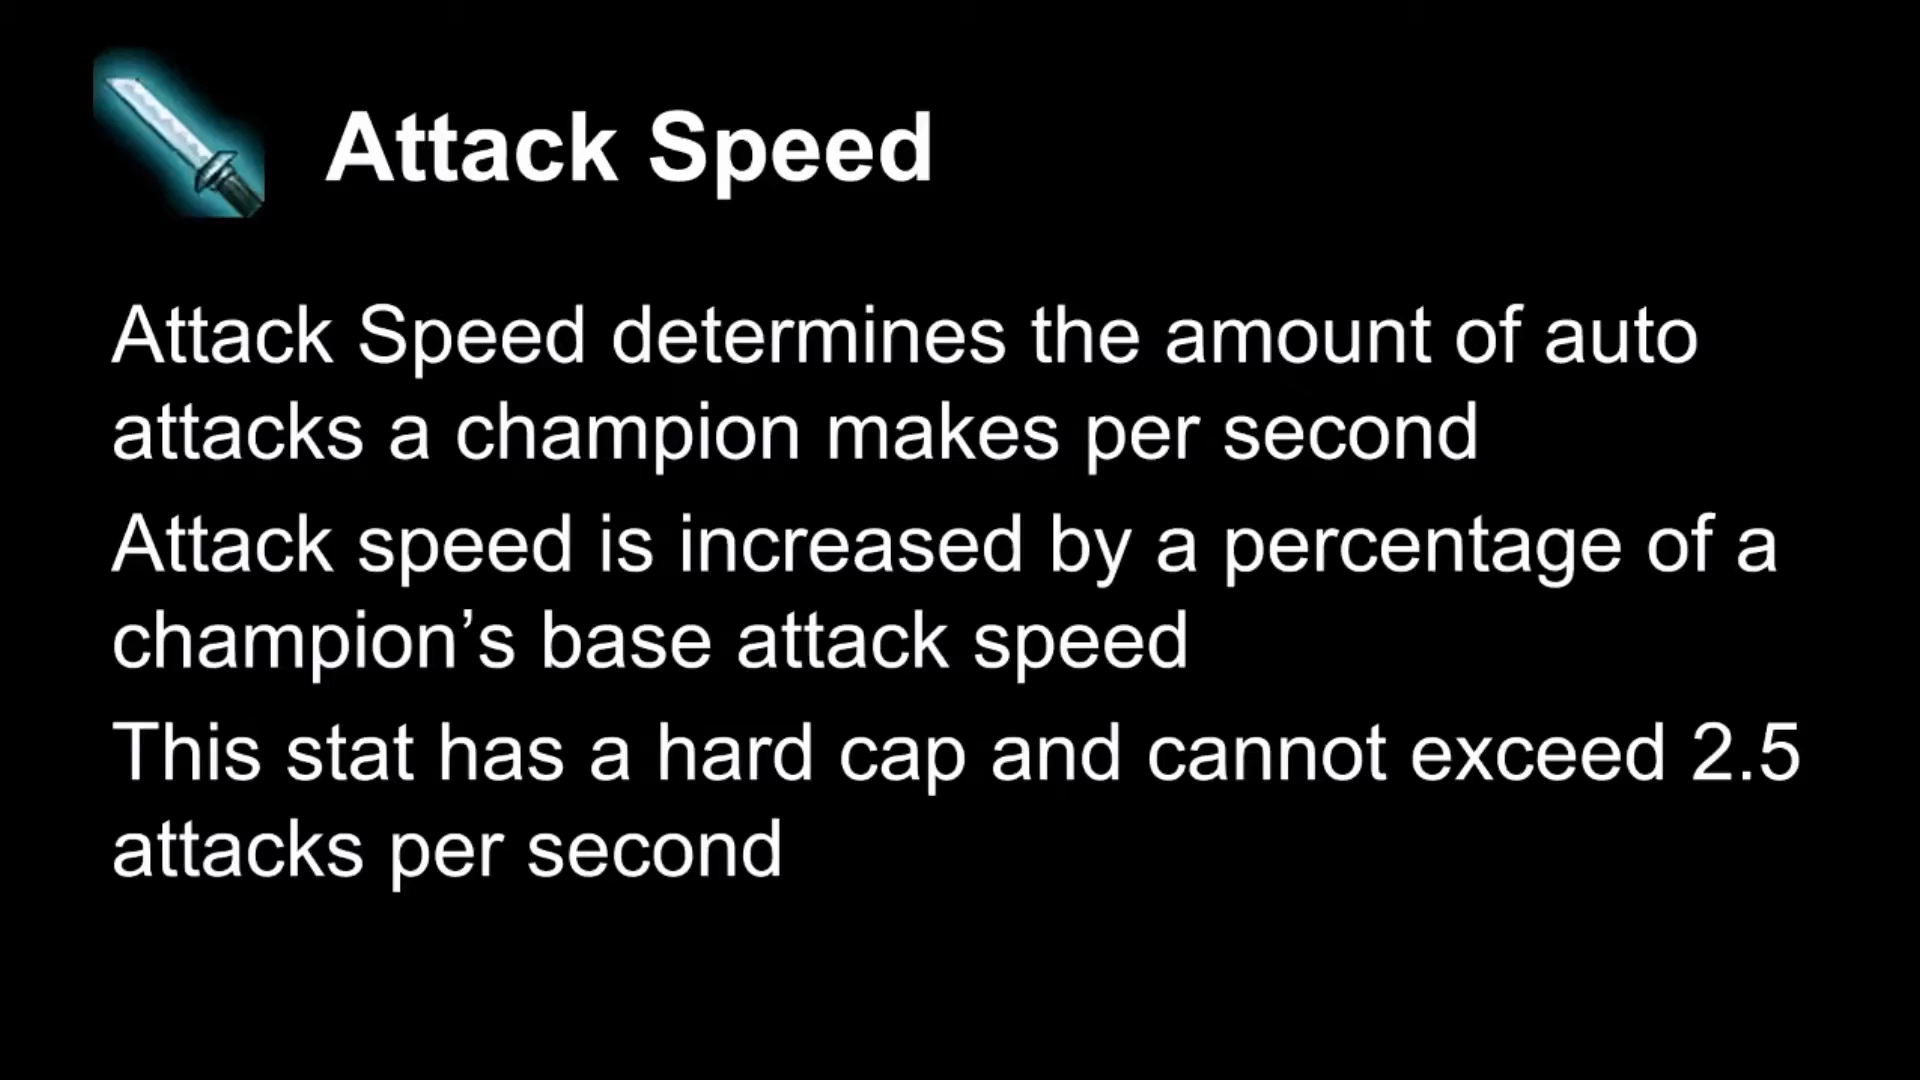 Attack Speed
Attack Speed determines the amount of auto
attacks a champion makes per second
Attack speed is increased by a percentage of a
champion’s base attack speed
This stat has a hard cap and cannot exceed 2.5
attacks per second